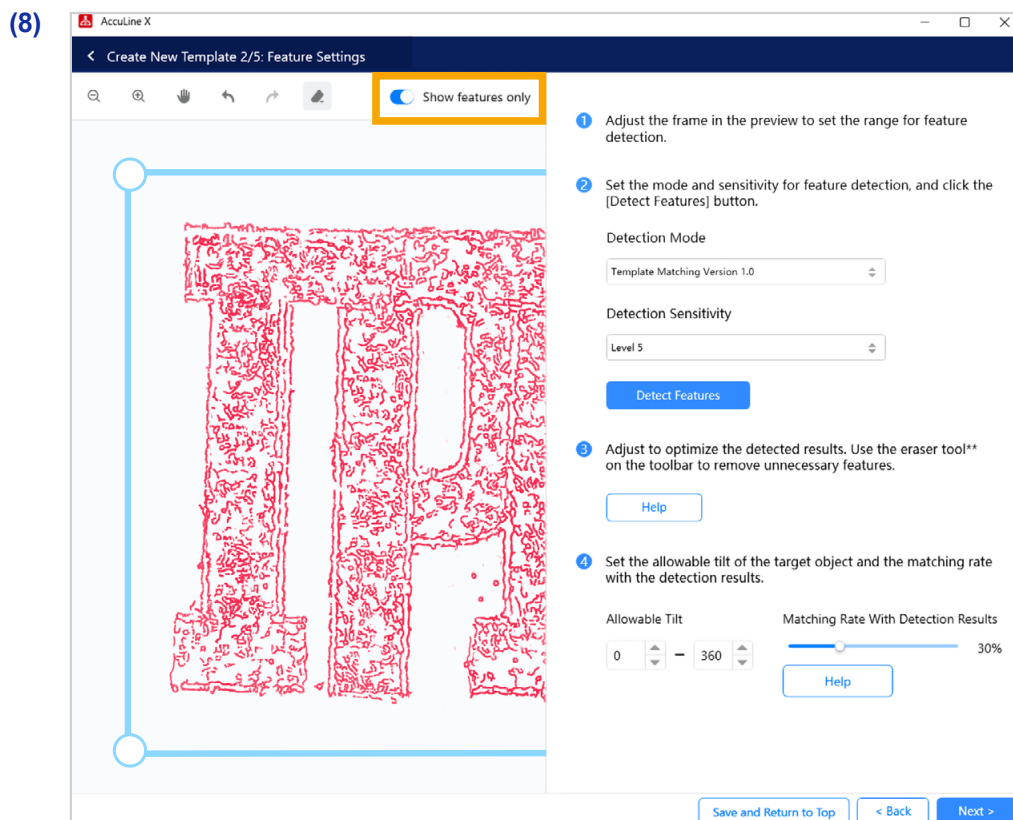 (8)
AccuLine X
Create New Template 2/5: Feature Settings
Show features only
1 Adjust the frame in the preview to set the range for feature
detection.
2 Set the mode and sensitivity for feature detection, and click the
[Detect Features] button.
Detection Mode
Template Matching Version 1.0
Detection Sensitivity
Level 5
Detect Features
3 Adjust to optimize the detected results. Use the eraser tool**
on the toolbar to remove unnecessary features.
Help
4 Set the allowable tilt of the target object and the matching rate
with the detection results.
Allowable Tilt
Matching Rate With Detection Results
0 – 360
30%
Help
Save and Return to Top
< Back
Next >